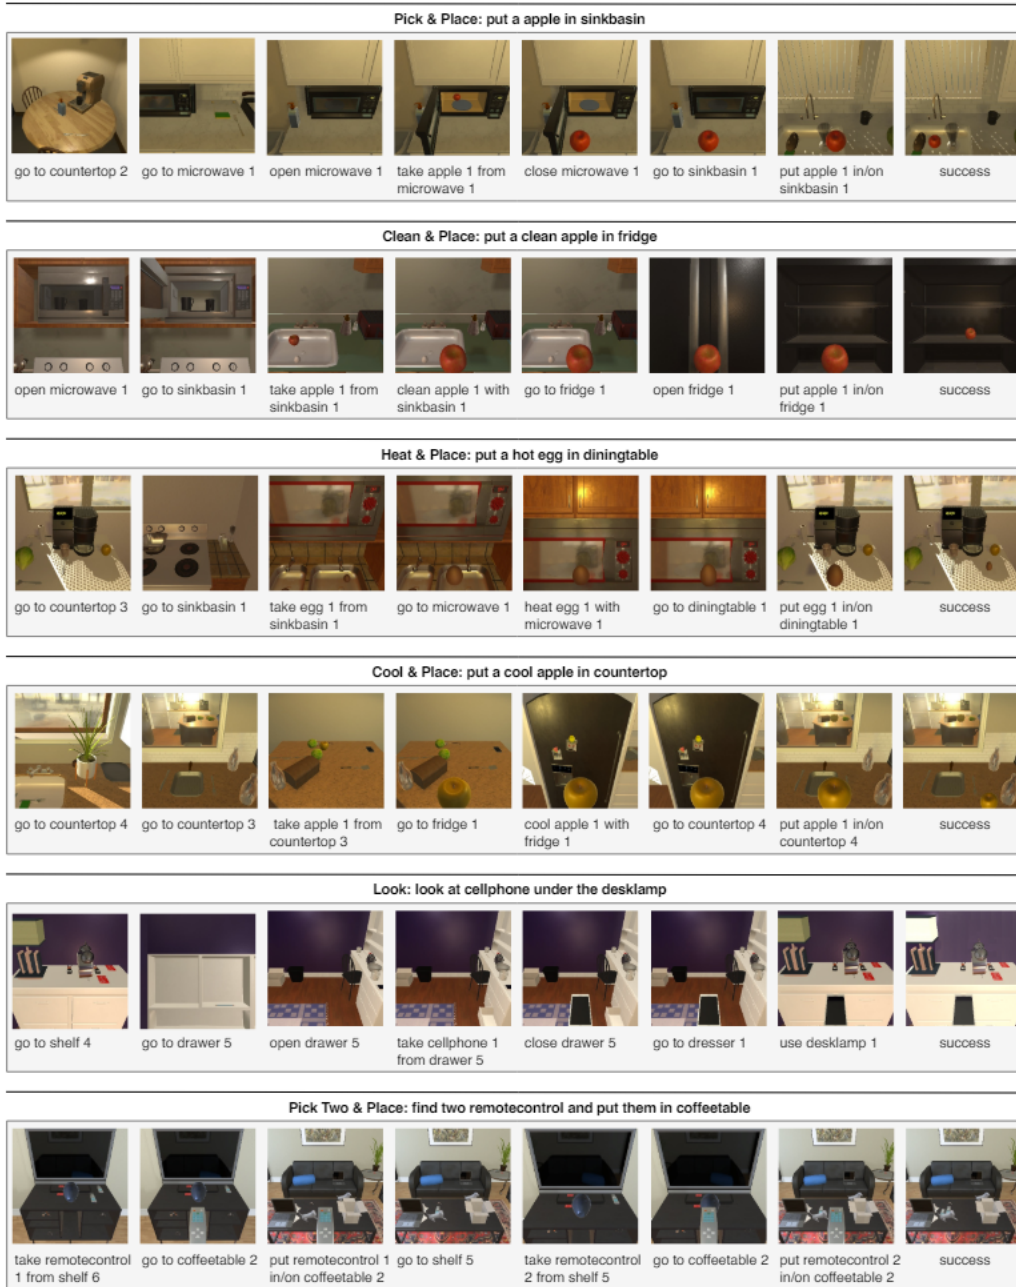 Pick & Place: put a apple in sinkbasin
go to countertop 2
go to microwave 1
open microwave 1
take apple 1 from
microwave 1
close microwave 1
go to sinkbasin 1
put apple 1 in/on
sinkbasin 1
success
Clean & Place: put a clean apple in fridge
open microwave 1
go to sinkbasin 1
take apple 1 from
sinkbasin 1
clean apple 1 with
sinkbasin 1
go to fridge 1
open fridge 1
put apple 1 in/on
fridge 1
success
Heat & Place: put a hot egg in diningtable
go to countertop 3
go to sinkbasin 1
take egg 1 from
sinkbasin 1
go to microwave 1
heat egg 1 with
microwave 1
go to diningtable 1
put egg 1 in/on
diningtable 1
success
Cool & Place: put a cool apple in countertop
go to countertop 4
go to countertop 3
take apple 1 from
countertop 3
go to fridge 1
cool apple 1 with
fridge 1
go to countertop 4
put apple 1 in/on
countertop 4
success
Look: look at cellphone under the desklamp
go to shelf 4
go to drawer 5
open drawer 5
take cellphone 1
from drawer 5
close drawer 5
go to dresser 1
use desklamp 1
success
Pick Two & Place: find two remotecontrol and put them in coffeetable
take remotecontrol
1 from shelf 6
go to coffeetable 2
put remotecontrol 1
in/on coffeetable 2
go to shelf 5
take remotecontrol
2 from shelf 5
go to coffeetable 2
put remotecontrol 2
in/on coffeetable 2
success